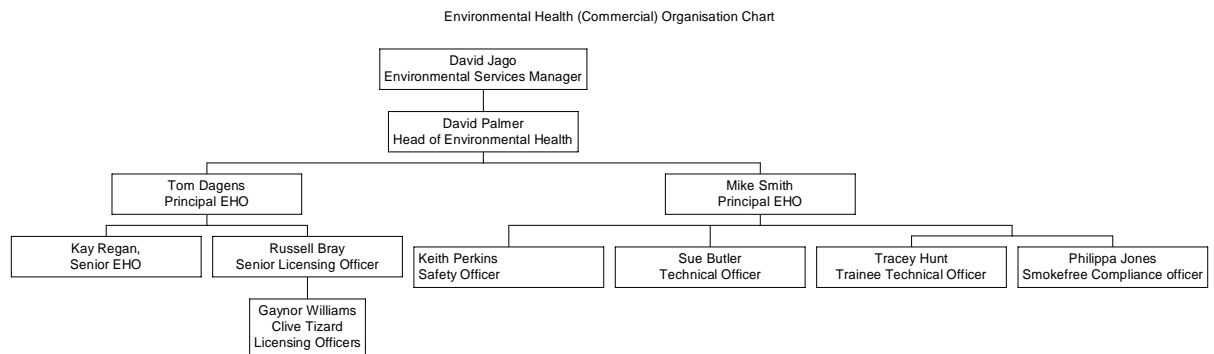 Environmental Health (Commercial) Organisation Chart
David Jago
Environmental Services Manager
David Palmer
Head of Environmental Health
Tom Dagens
Principal EHO
Mike Smith
Principal EHO
Kay Regan,
Senior EHO
Russell Bray
Senior Licensing Officer
Keith Perkins
Safety Officer
Sue Butler
Technical Officer
Tracey Hunt
Trainee Technical Officer
Philippa Jones
Smokefree Compliance officer
Gaynor Williams
Clive Tizard
Licensing Officers